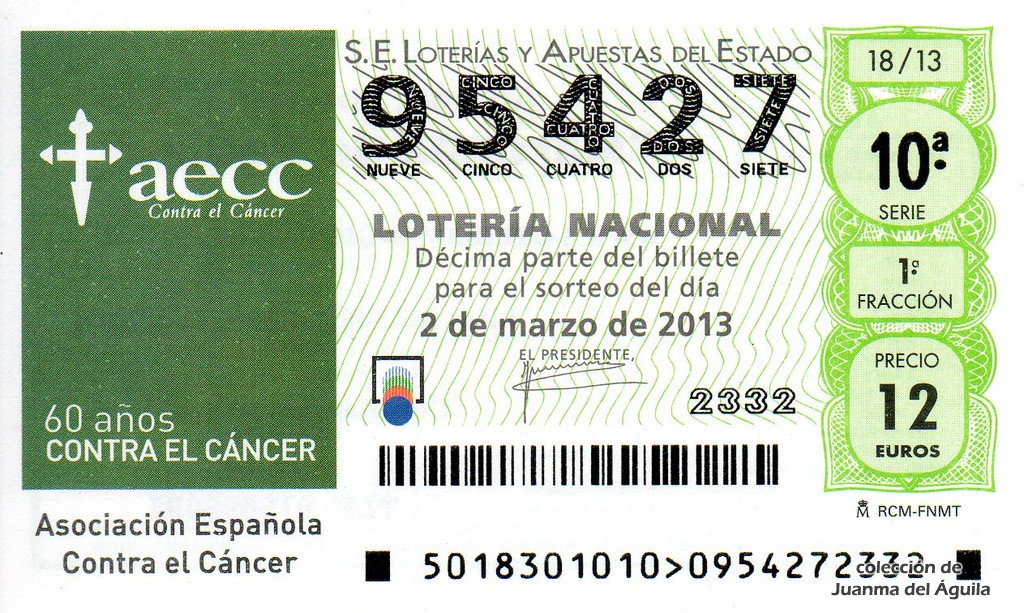 S.E. LOTERÍAS Y APUESTAS DEL ESTADO
95427
NUEVE CINCO CUATRO DOS SIETE
LOTERÍA NACIONAL
Décima parte del billete
para el sorteo del día
2 de marzo de 2013
EL PRESIDENTE,
2332
aecc
Contra el Cáncer
60 años
CONTRA EL CÁNCER
Asociación Española
Contra el Cáncer
18/13
10ª
SERIE
1ª
FRACCIÓN
PRECIO
12
EUROS
RCM-FNMT
5018301010>0954272332
colección de
Juanma del Águila